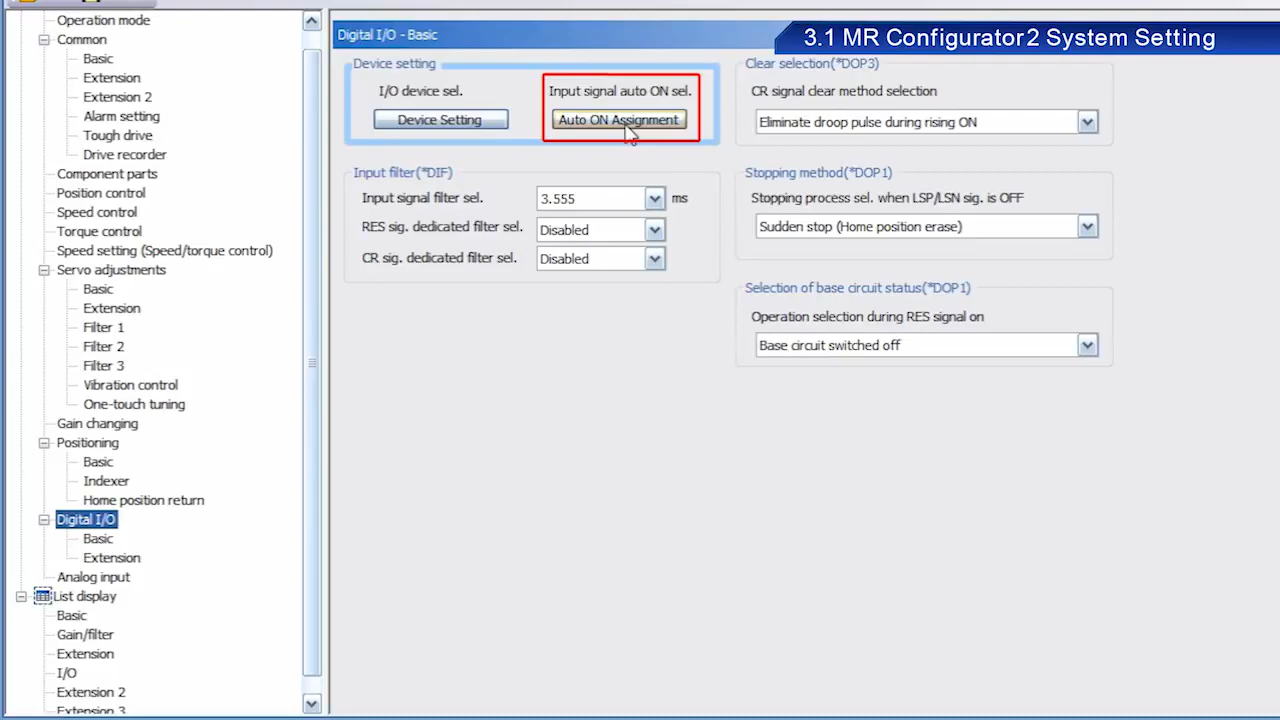 3.1 MR Configurator2 System Setting
Operation mode
Common
Basic
Extension
Extension 2
Alarm setting
Tough drive
Drive recorder
Component parts
Position control
Speed control
Torque control
Speed setting (Speed/torque control)
Servo adjustments
Basic
Extension
Filter 1
Filter 2
Filter 3
Vibration control
One-touch tuning
Gain changing
Positioning
Basic
Indexer
Home position return
Digital I/O
Basic
Extension
Analog input
List display
Basic
Gain/filter
Extension
I/O
Extension 2
Extension 3
Digital I/O - Basic
Device setting
I/O device sel.
Input signal auto ON sel.
Device Setting
Auto ON Assignment
Input filter(*DIF)
Input signal filter sel.
3.555
ms
RES sig. dedicated filter sel.
Disabled
CR sig. dedicated filter sel.
Disabled
Clear selection(*DOP3)
CR signal clear method selection
Eliminate droop pulse during rising ON
Stopping method(*DOP1)
Stopping process sel. when LSP/LSN sig. is OFF
Sudden stop (Home position erase)
Selection of base circuit status(*DOP1)
Operation selection during RES signal on
Base circuit switched off